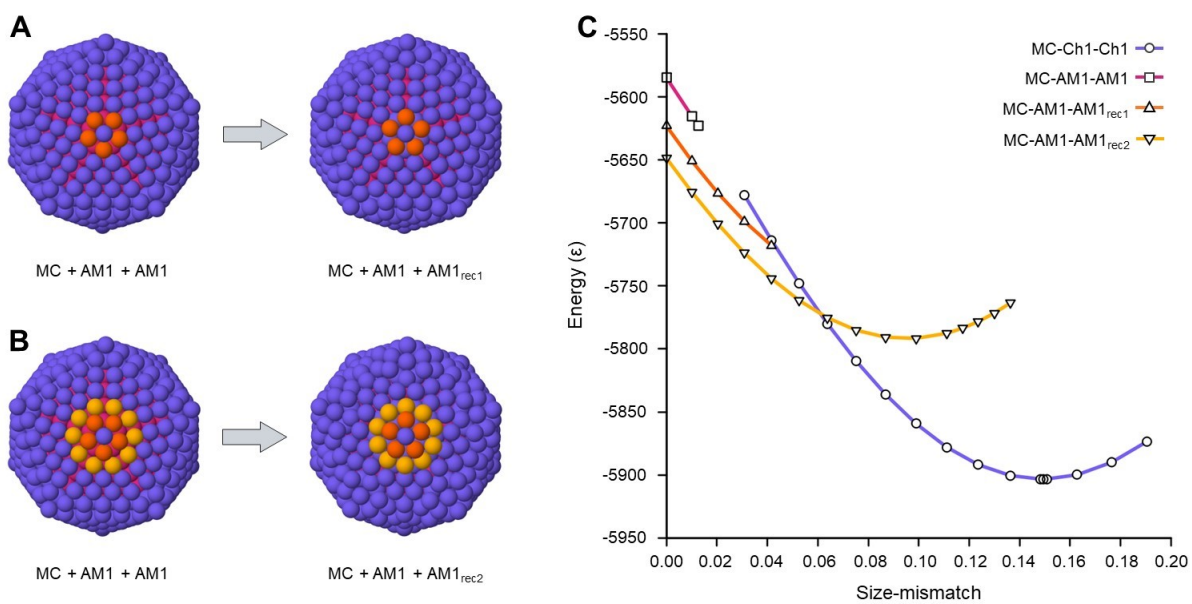 A
MC + AM1 + AM1
MC + AM1 + AM1rec1
B
MC + AM1 + AM1
MC + AM1 + AM1rec2
C
MC-Ch1-Ch1
MC-AM1-AM1
MC-AM1-AM1rec1
MC-AM1-AM1rec2
Energy (ε)
-5550
-5600
-5650
-5700
-5750
-5800
-5850
-5900
-5950
0.00 0.02 0.04 0.06 0.08 0.10 0.12 0.14 0.16 0.18 0.20
Size-mismatch